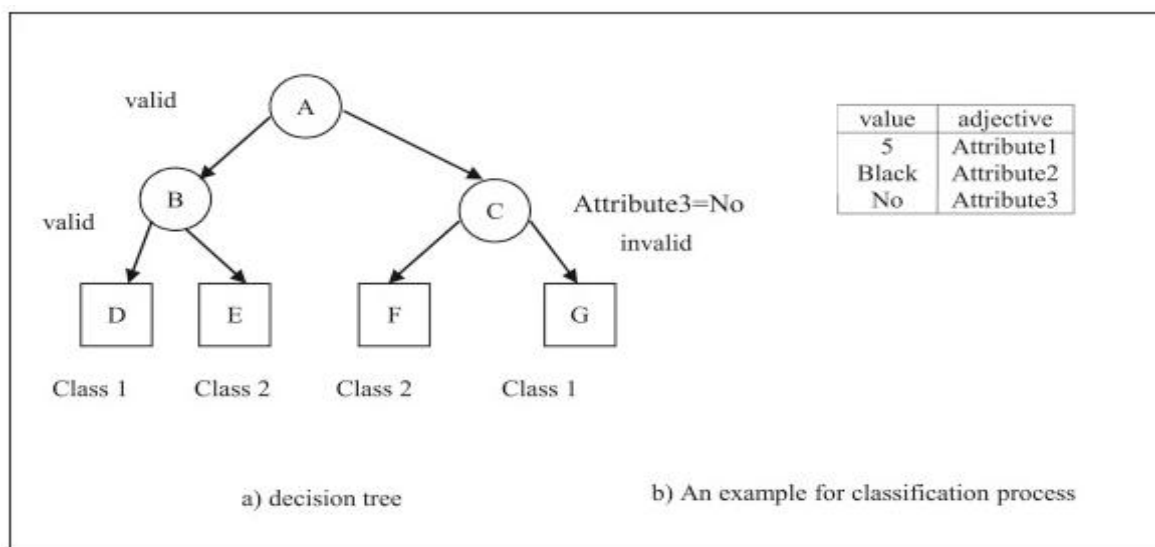 A
valid
B
valid
C
Attribute3=No
invalid
D
E
F
G
Class 1
Class 2
Class 2
Class 1
a) decision tree
value adjective
5 Attribute1
Black Attribute2
No Attribute3
b) An example for classification process